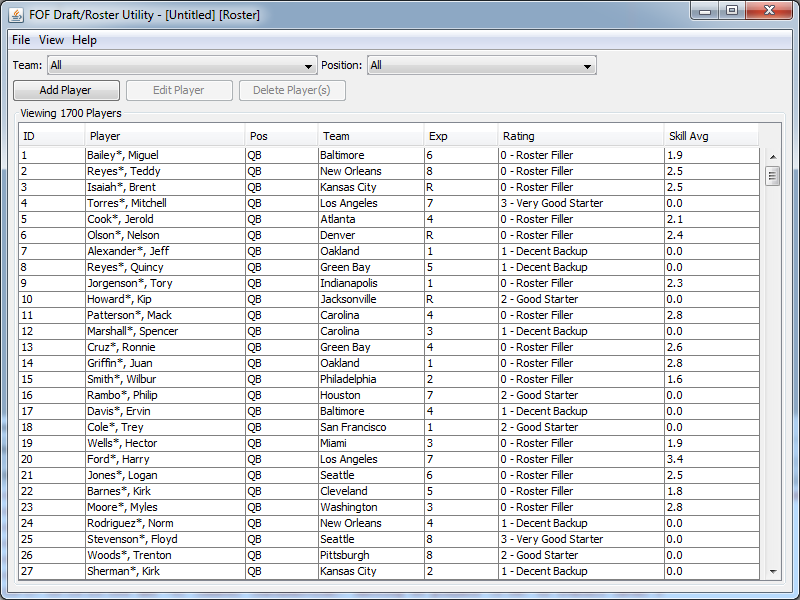 FOF Draft/Roster Utility - [Untitled] [Roster]
File View Help
Team: All Position: All
Add Player Edit Player Delete Player(s)
Viewing 1700 Players
ID Player Pos Team Exp Rating Skill Avg
1 Bailey*, Miguel QB Baltimore 6 0 - Roster Filler 1.9
2 Reyes*, Teddy QB New Orleans 8 0 - Roster Filler 2.5
3 Isaiah*, Brent QB Kansas City R 0 - Roster Filler 2.5
4 Torres*, Mitchell QB Los Angeles 7 3 - Very Good Starter 0.0
5 Cook*, Jerold QB Atlanta 4 0 - Roster Filler 2.1
6 Olson*, Nelson QB Denver R 0 - Roster Filler 2.4
7 Alexander*, Jeff QB Oakland 1 1 - Decent Backup 0.0
8 Reyes*, Quincy QB Green Bay 5 1 - Decent Backup 0.0
9 Jorgenson*, Tory QB Indianapolis 1 0 - Roster Filler 2.3
10 Howard*, Kip QB Jacksonville R 2 - Good Starter 0.0
11 Patterson*, Mack QB Carolina 4 0 - Roster Filler 2.8
12 Marshall*, Spencer QB Carolina 3 1 - Decent Backup 0.0
13 Cruz*, Ronnie QB Green Bay 4 0 - Roster Filler 2.6
14 Griffin*, Juan QB Oakland 1 0 - Roster Filler 2.8
15 Smith*, Wilbur QB Philadelphia 2 0 - Roster Filler 1.6
16 Rambo*, Philip QB Houston 7 2 - Good Starter 0.0
17 Davis*, Ervin QB Baltimore 4 1 - Decent Backup 0.0
18 Cole*, Trey QB San Francisco 1 2 - Good Starter 0.0
19 Wells*, Hector QB Miami 3 0 - Roster Filler 1.9
20 Ford*, Harry QB Los Angeles 7 0 - Roster Filler 3.4
21 Jones*, Logan QB Seattle 6 0 - Roster Filler 2.5
22 Barnes*, Kirk QB Cleveland 5 0 - Roster Filler 1.8
23 Moore*, Myles QB Washington 3 0 - Roster Filler 2.8
24 Rodriguez*, Norm QB New Orleans 4 1 - Decent Backup 0.0
25 Stevenson*, Floyd QB Seattle 8 3 - Very Good Starter 0.0
26 Woods*, Trenton QB Pittsburgh 8 2 - Good Starter 0.0
27 Sherman*, Kirk QB Kansas City 2 1 - Decent Backup 0.0